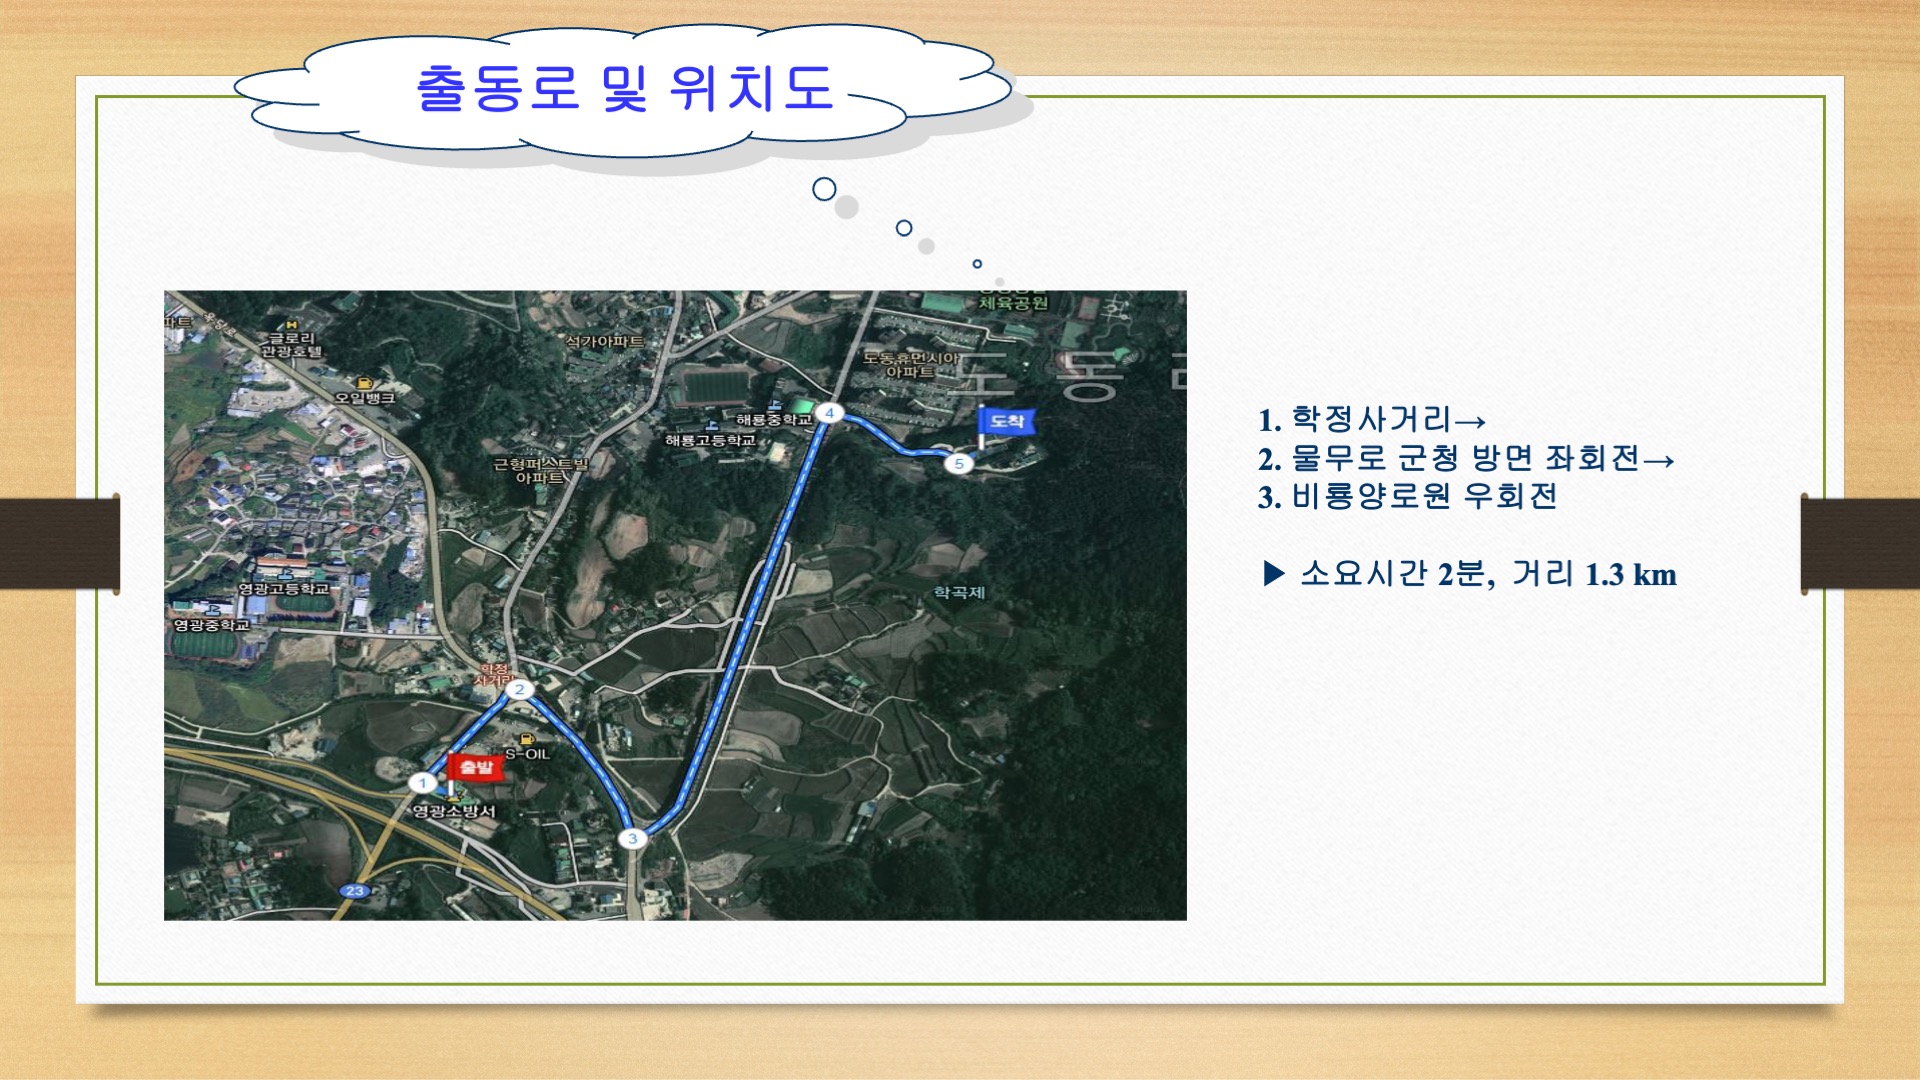 출동로 및 위치도
체육공원
파트
옥당로
글로리
관광호텔
석가아파트
도동휴먼시아
아파트
도 동 리
오일뱅크
해룡중학교
4
도착
해룡고등학교
근형퍼스트빌
아파트
5
영광고등학교
학곡제
영광중학교
학정
사거리
2
S-OIL
출발
1
영광소방서
3
23
1. 학정사거리→
2. 물무로 군청 방면 좌회전→
3. 비룡양로원 우회전
▶ 소요시간 2분, 거리 1.3 km